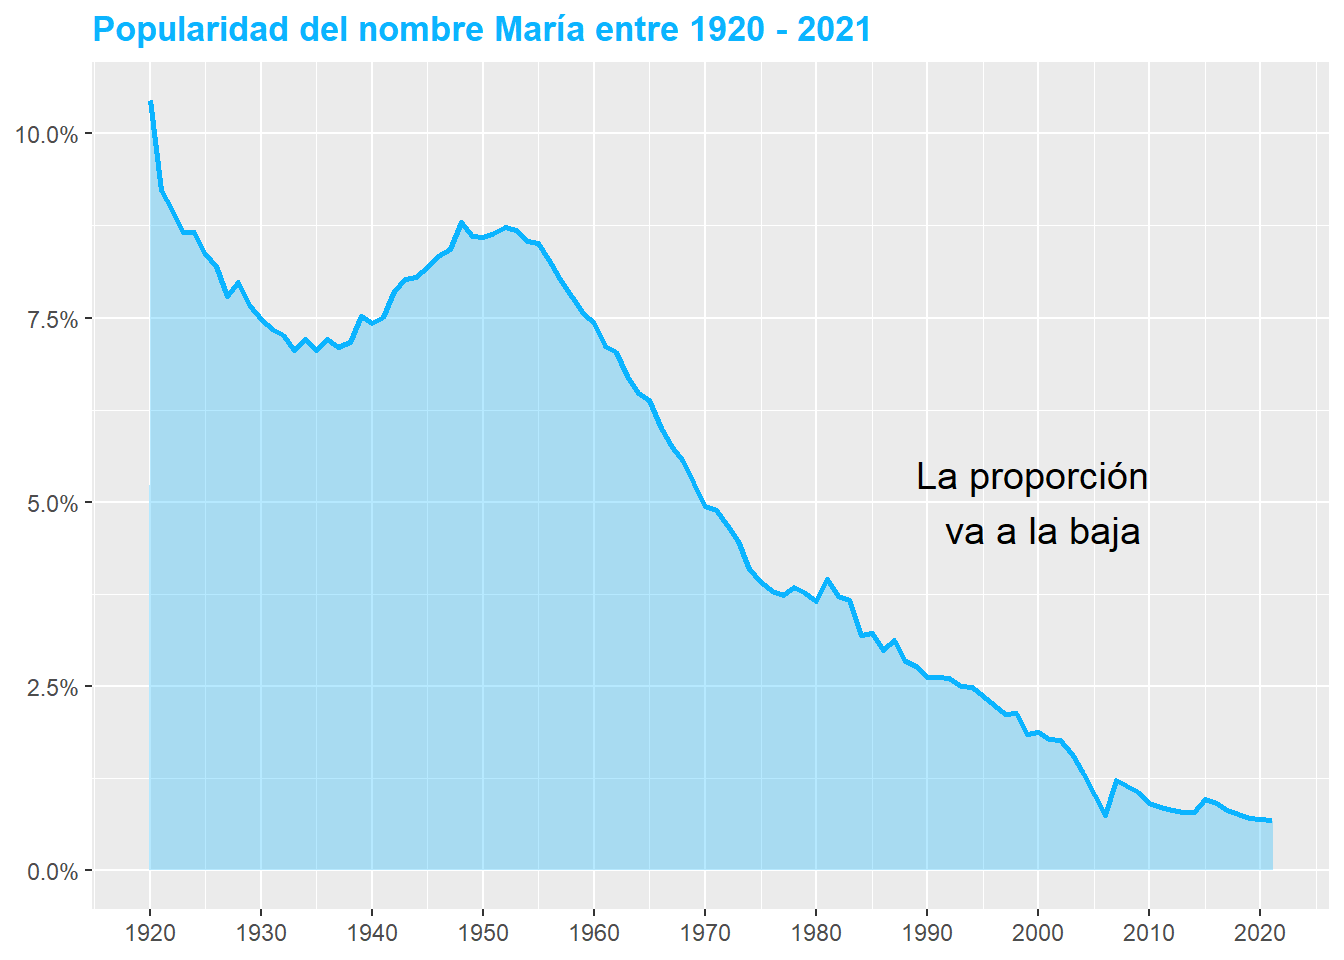 Popularidad del nombre María entre 1920 - 2021
10.0%
7.5%
5.0%
2.5%
0.0%
La proporción
va a la baja
1920 1930 1940 1950 1960 1970 1980 1990 2000 2010 2020